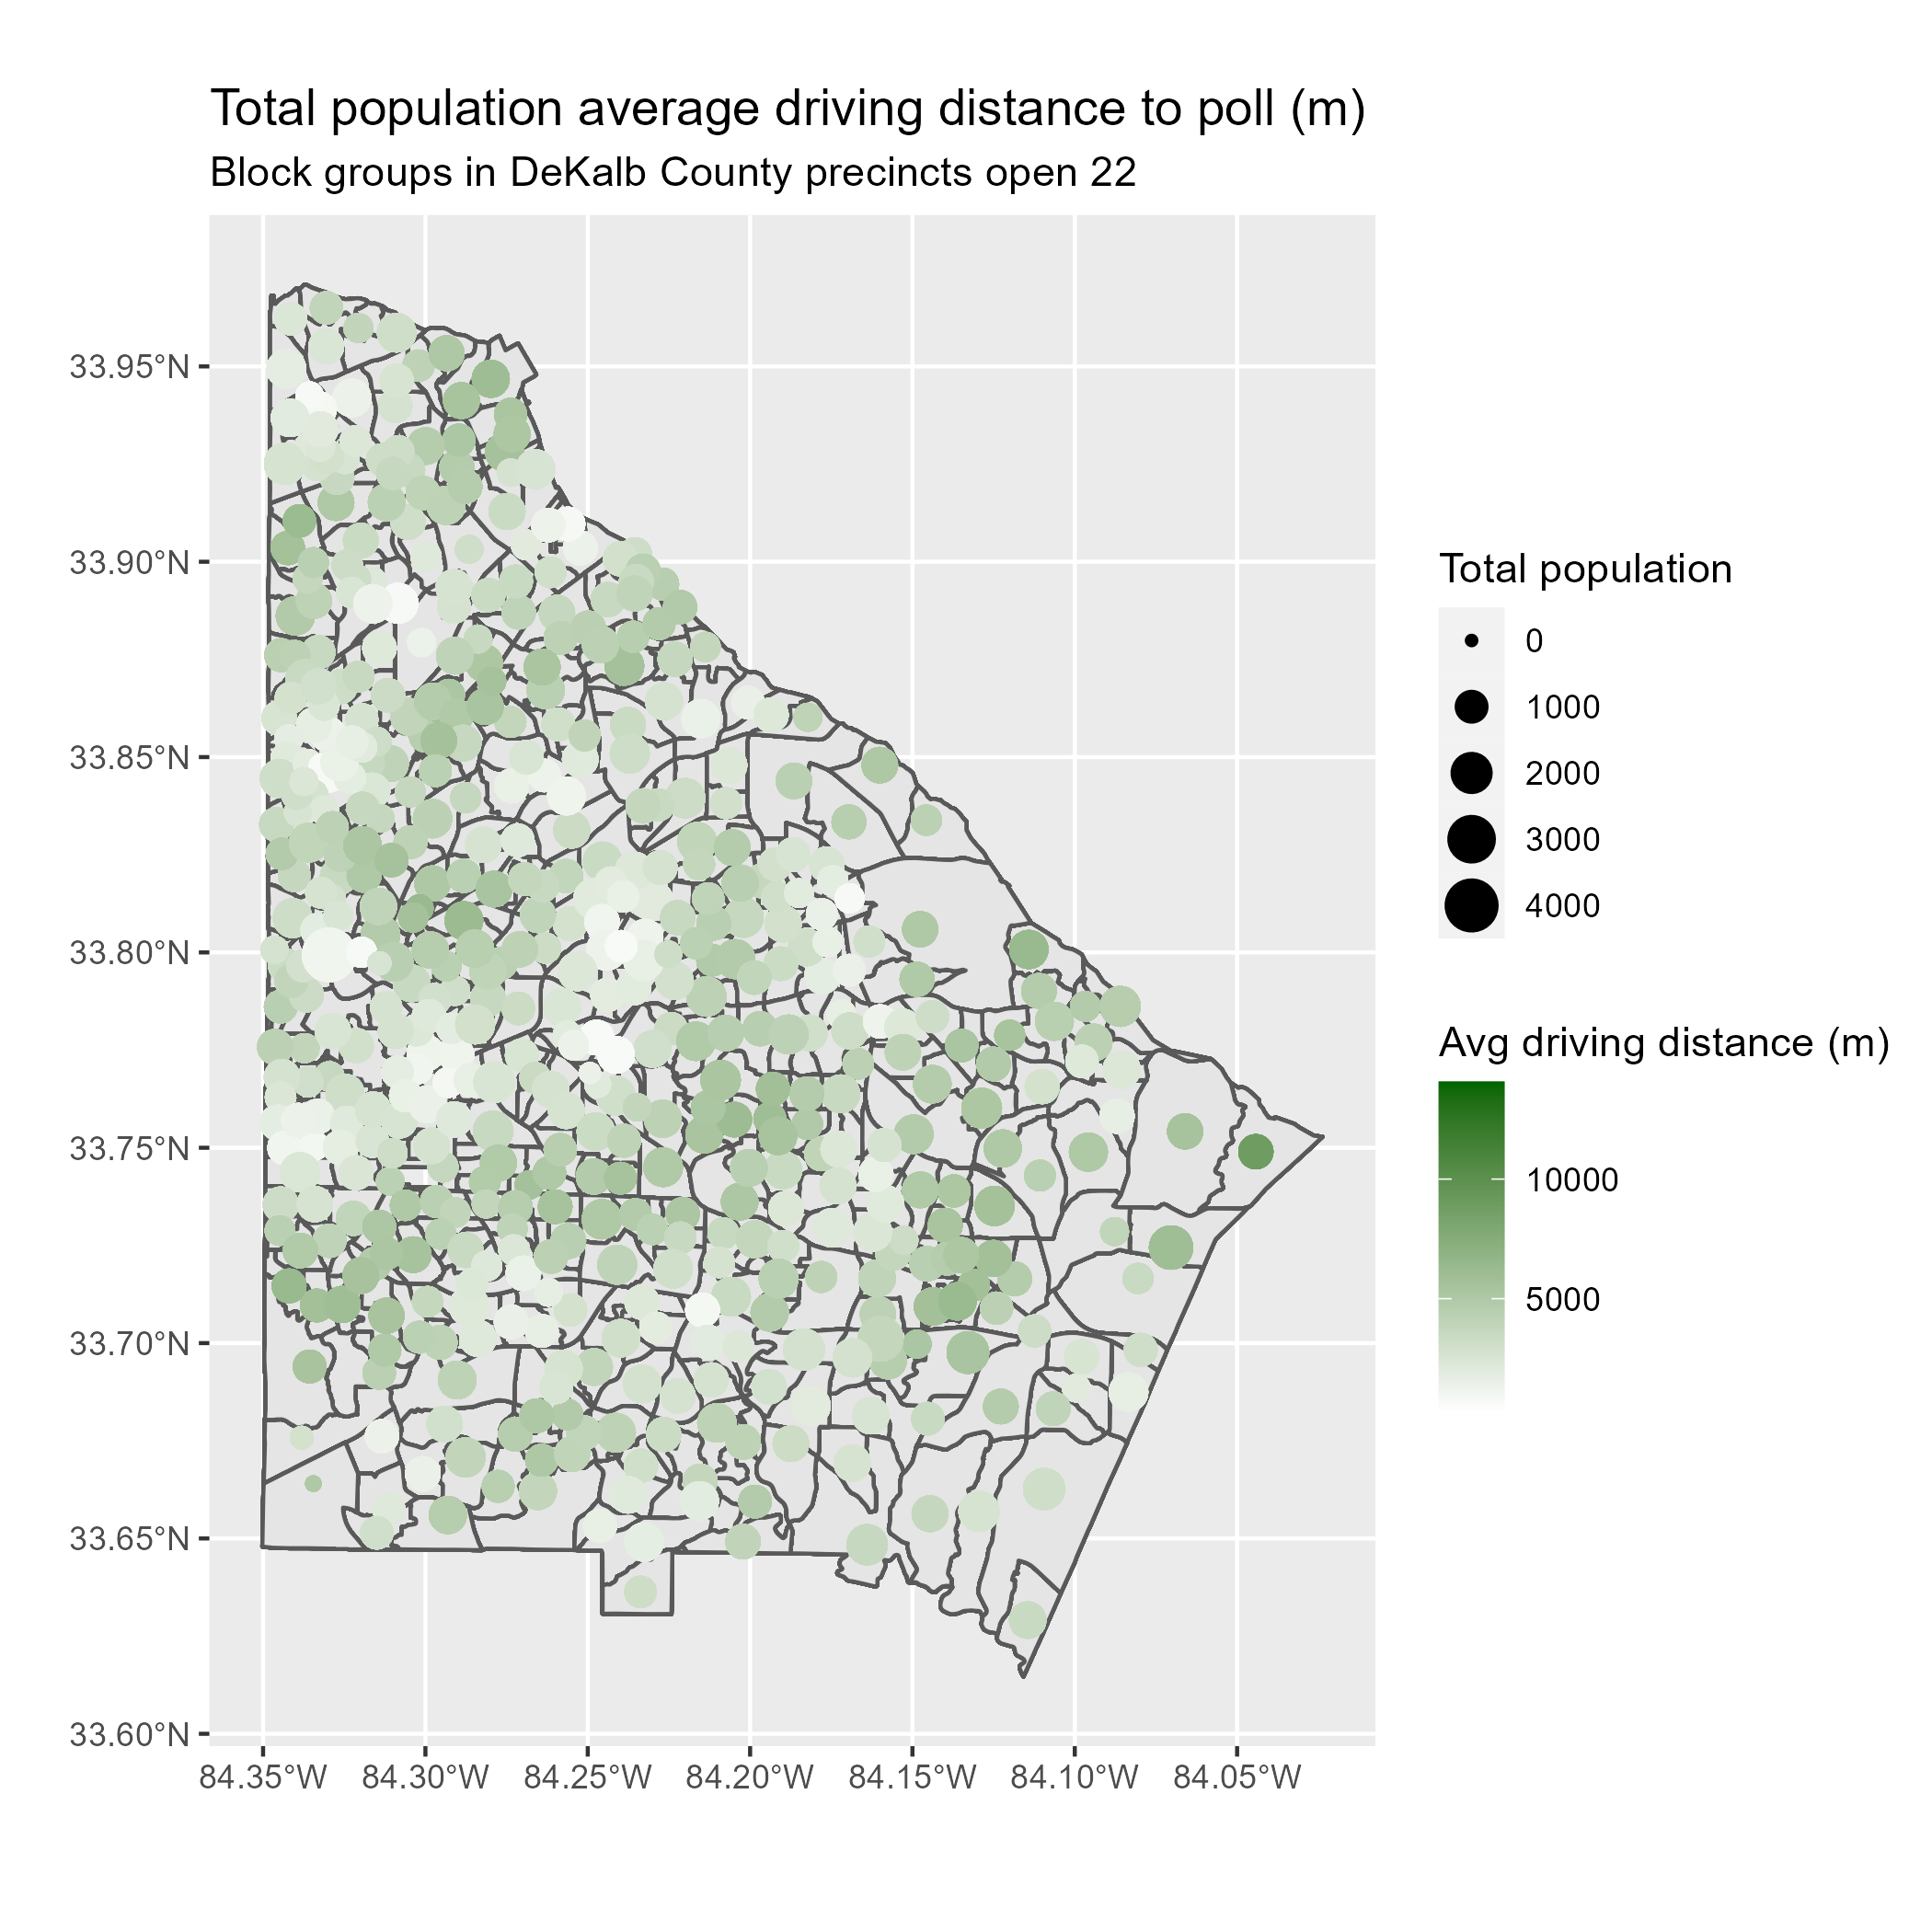 Total population average driving distance to poll (m)
Block groups in DeKalb County precincts open 22
33.95°N
33.90°N
33.85°N
33.80°N
33.75°N
33.70°N
33.65°N
33.60°N
84.35°W 84.30°W 84.25°W 84.20°W 84.15°W 84.10°W 84.05°W
Total population
0
1000
2000
3000
4000
Avg driving distance (m)
10000
5000